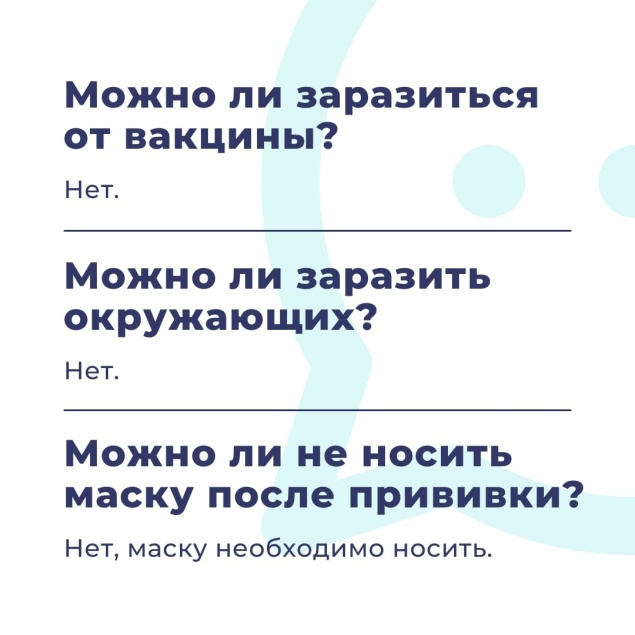 Можно ли заразиться
от вакцины?
Нет.
Можно ли заразить
окружающих?
Нет.
Можно ли не носить
маску после прививки?
Нет, маску необходимо носить.